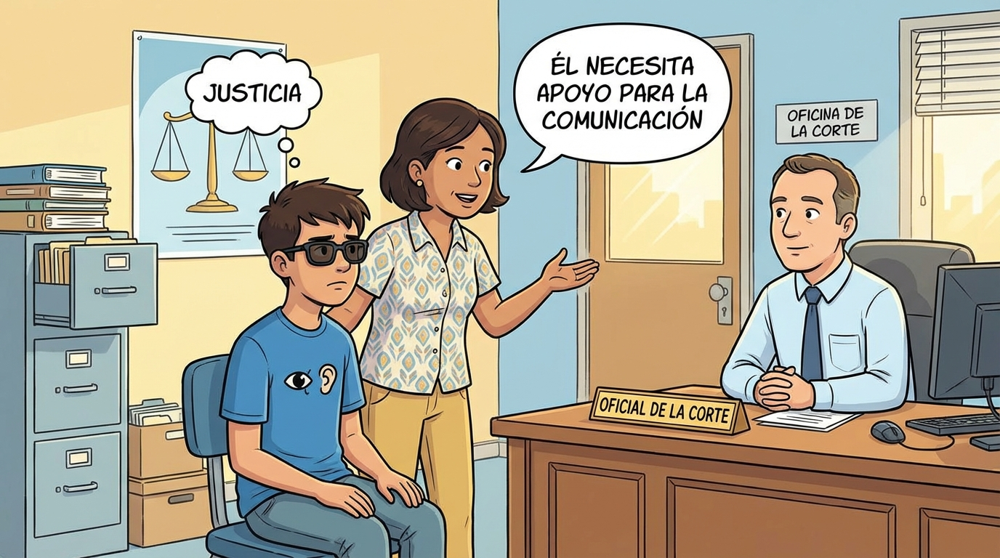 JUSTICIA
ÉL NECESITA
APOYO PARA LA
COMUNICACIÓN
OFICINA DE
LA CORTE
OFICIAL DE LA CORTE